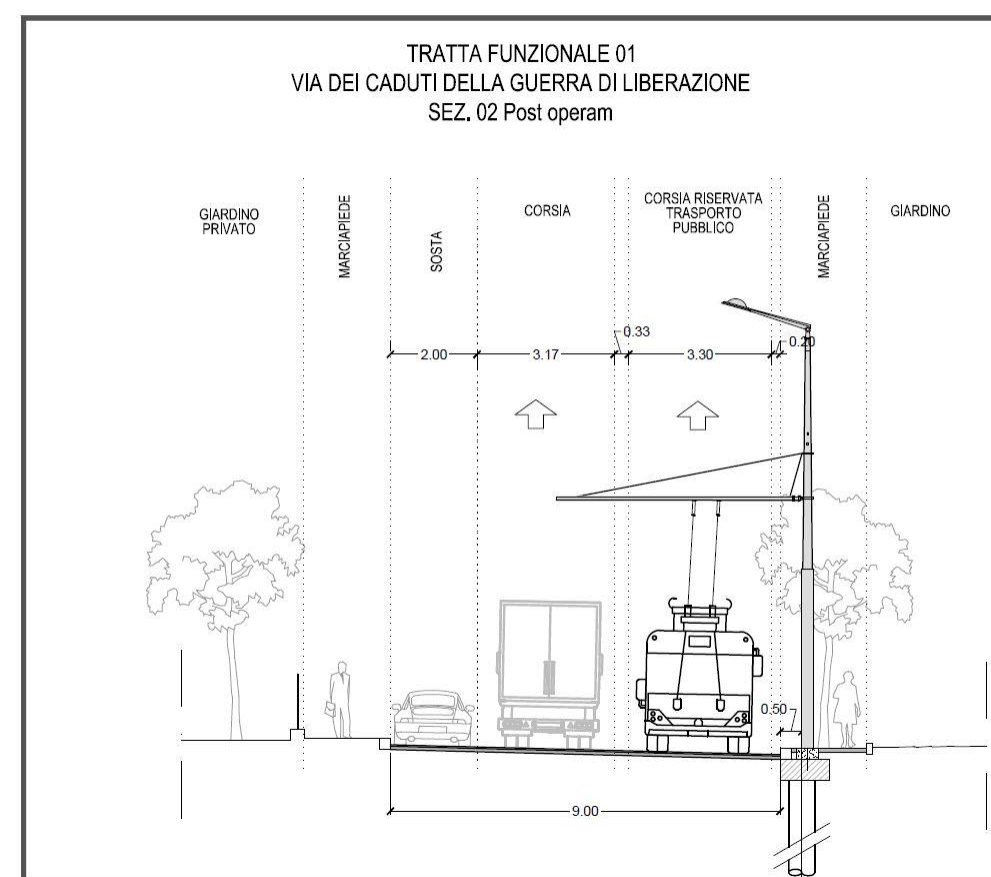 TRATTA FUNZIONALE 01
VIA DEI CADUTI DELLA GUERRA DI LIBERAZIONE
SEZ. 02 Post operam
GIARDINO
PRIVATO
MARCIAPIEDE
SOSTA
CORSIA
CORSIA RISERVATA
TRASPORTO
PUBBLICO
MARCIAPIEDE
GIARDINO
2.00
3.17
0.33
3.30
0.20
0.50
9.00